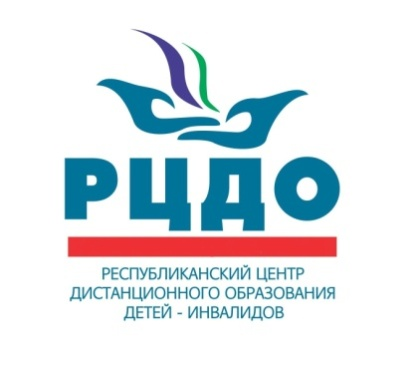 РЦДО
РЕСПУБЛИКАНСКИЙ ЦЕНТР
ДИСТАНЦИОННОГО ОБРАЗОВАНИЯ
ДЕТЕЙ - ИНВАЛИДОВ